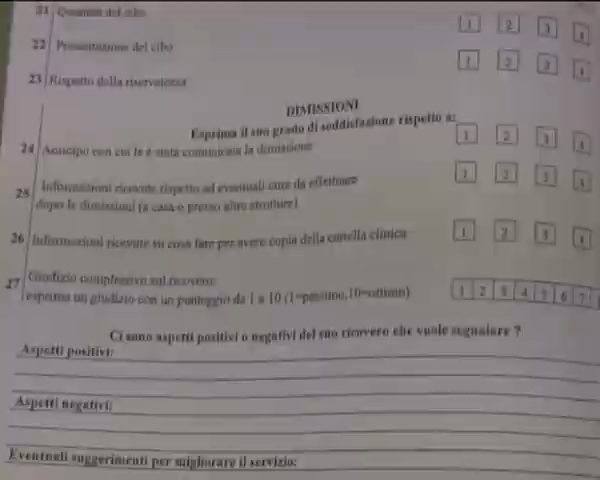 21 Quantità del cibo 1 2 3 4
22 Presentazione del cibo 1 2 3 4
23 Rispetto della riservatezza
DIMISSIONI
Esprima il suo grado di soddisfazione rispetto a:
24 Anticipo con cui le è stata comunicata la dimissione 1 2 3 4
25 Informazioni ricevute rispetto ad eventuali cure da effettuare 1 2 3 4
dopo le dimissioni (a casa o presso altre strutture)
26 Informazioni ricevute su cosa fare per avere copia della cartella clinica 1 2 3 4
27 Giudizio complessivo sul ricovero:
esprima un giudizio con un punteggio da 1 a 10 (1=pessimo,10=ottimo) 1 2 3 4 5 6 7
Ci sono aspetti positivi o negativi del suo ricovero che vuole segnalare ?
Aspetti positivi:
Aspetti negativi:
Eventuali suggerimenti per migliorare il servizio: